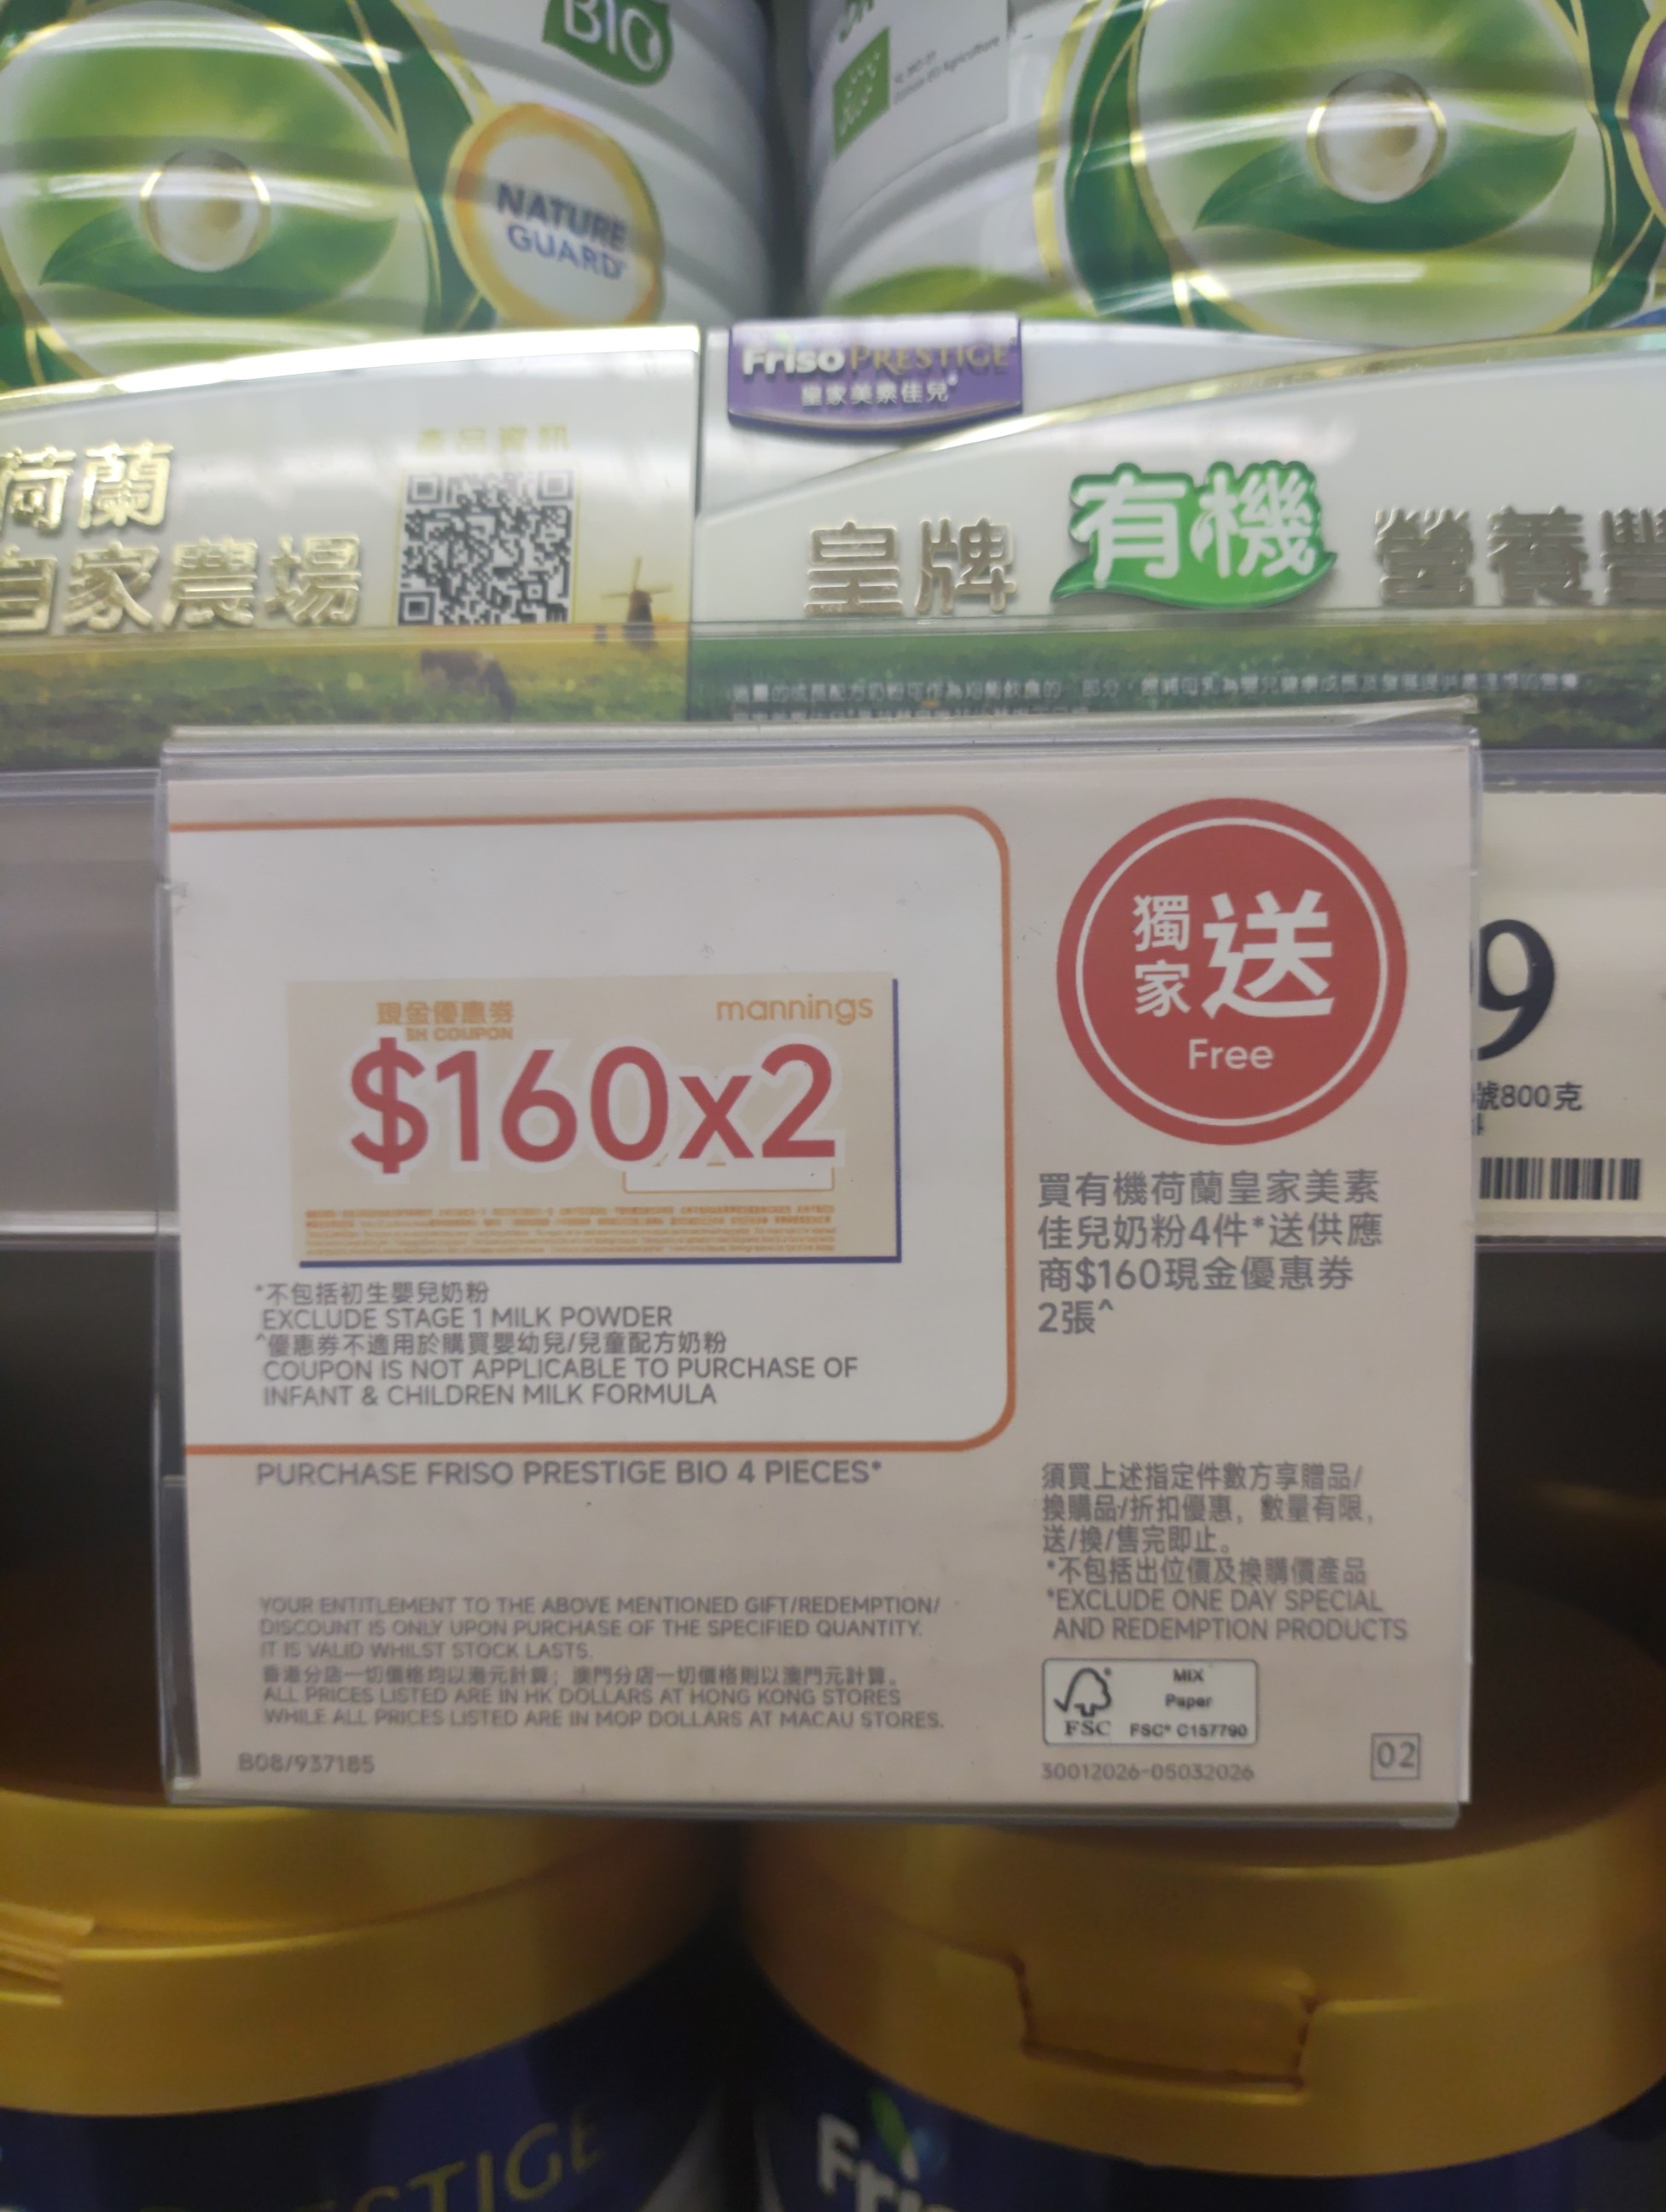 BIO
NATURE
GUARD
Friso PRESTIGE
皇家美素佳兒
荷蘭
自家農場
產品資訊
皇牌 有機 營養豐
現金優惠券
mannings
COUPON
$160x2
獨家送
Free
9
號800克
買有機荷蘭皇家美素
佳兒奶粉4件*送供應
商$160現金優惠券
2張^
*不包括初生嬰兒奶粉
EXCLUDE STAGE 1 MILK POWDER
^優惠券不適用於購買嬰幼兒/兒童配方奶粉
COUPON IS NOT APPLICABLE TO PURCHASE OF
INFANT & CHILDREN MILK FORMULA
PURCHASE FRISO PRESTIGE BIO 4 PIECES*
須買上述指定件數方享贈品/
換購品/折扣優惠，數量有限，
送/換/售完即止。
*不包括出位價及換購價產品
*EXCLUDE ONE DAY SPECIAL
AND REDEMPTION PRODUCTS
YOUR ENTITLEMENT TO THE ABOVE MENTIONED GIFT/REDEMPTION/
DISCOUNT IS ONLY UPON PURCHASE OF THE SPECIFIED QUANTITY.
IT IS VALID WHILST STOCK LASTS.
香港分店一切價格均以港元計算；澳門分店一切價格則以澳門元計算。
ALL PRICES LISTED ARE IN HK DOLLARS AT HONG KONG STORES
WHILE ALL PRICES LISTED ARE IN MOP DOLLARS AT MACAU STORES.
FSC
MIX
Paper
FSC® C157790
B08/937185
30012026-05032026
02
STIGE
Fri